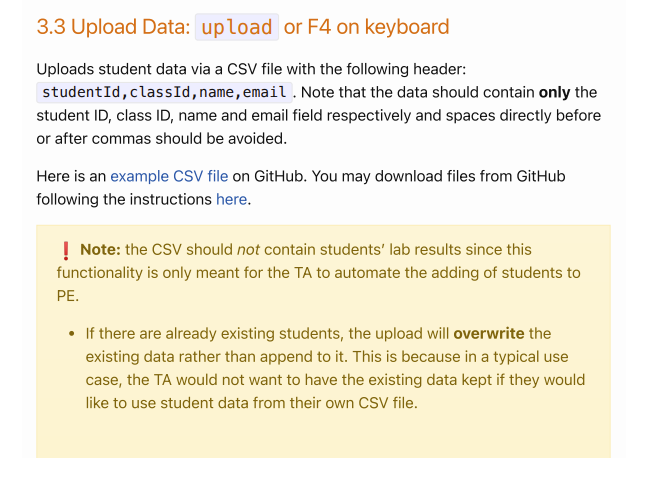 3.3 Upload Data: upload or F4 on keyboard
Uploads student data via a CSV file with the following header:
studentId,classId,name,email. Note that the data should contain only the
student ID, class ID, name and email field respectively and spaces directly before
or after commas should be avoided.
Here is an example CSV file on GitHub. You may download files from GitHub
following the instructions here.
❗ Note: the CSV should not contain students’ lab results since this
functionality is only meant for the TA to automate the adding of students to
PE.
• If there are already existing students, the upload will overwrite the
existing data rather than append to it. This is because in a typical use
case, the TA would not want to have the existing data kept if they would
like to use student data from their own CSV file.